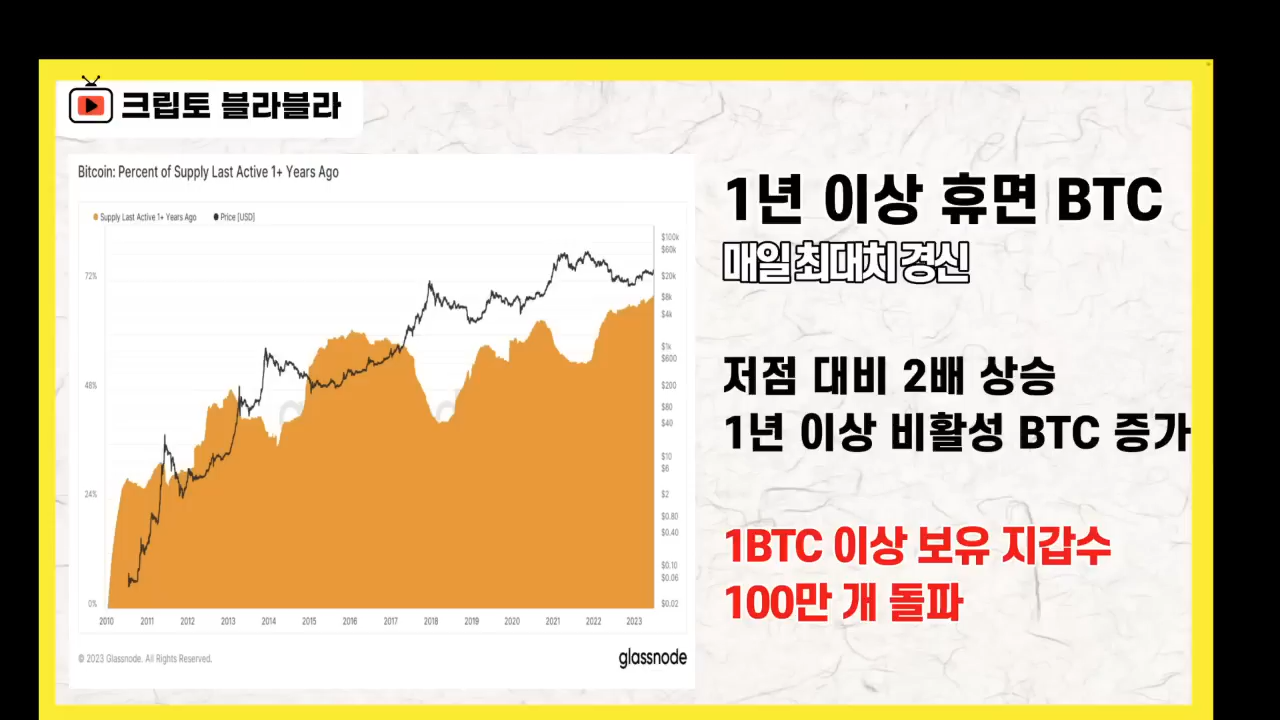 크립토 블라블라
Bitcoin: Percent of Supply Last Active 1+ Years Ago
Supply Last Active 1+ Years Ago
Price [USD]
72%
48%
24%
0%
$100k
$60k
$20k
$8k
$4k
$1k
$600
$200
$80
$40
$10
$6
$2
$0.80
$0.40
$0.10
$0.06
$0.02
2010 2011 2012 2013 2014 2015 2016 2017 2018 2019 2020 2021 2022 2023
© 2023 Glassnode. All Rights Reserved.
glassnode
1년 이상 휴면 BTC
매일 최대치 경신
저점 대비 2배 상승
1년 이상 비활성 BTC 증가
1BTC 이상 보유 지갑수
100만 개 돌파